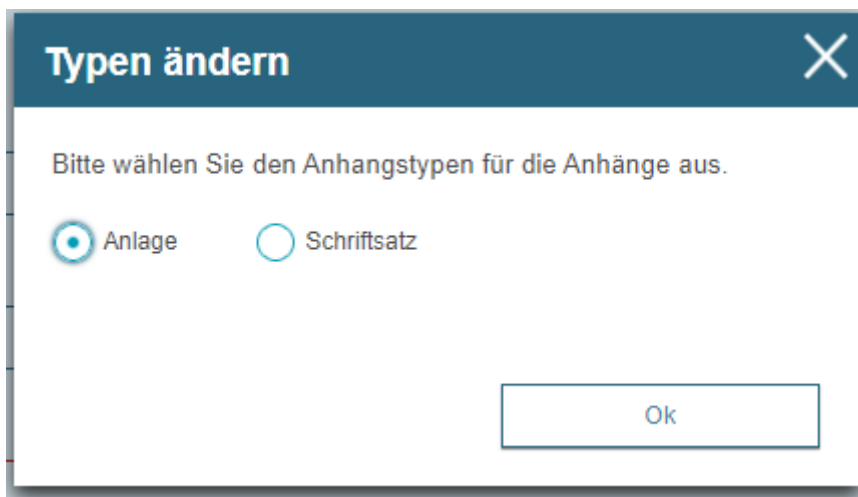 Typen ändern
Bitte wählen Sie den Anhangstypen für die Anhänge aus.
Anlage Schriftsatz
Ok